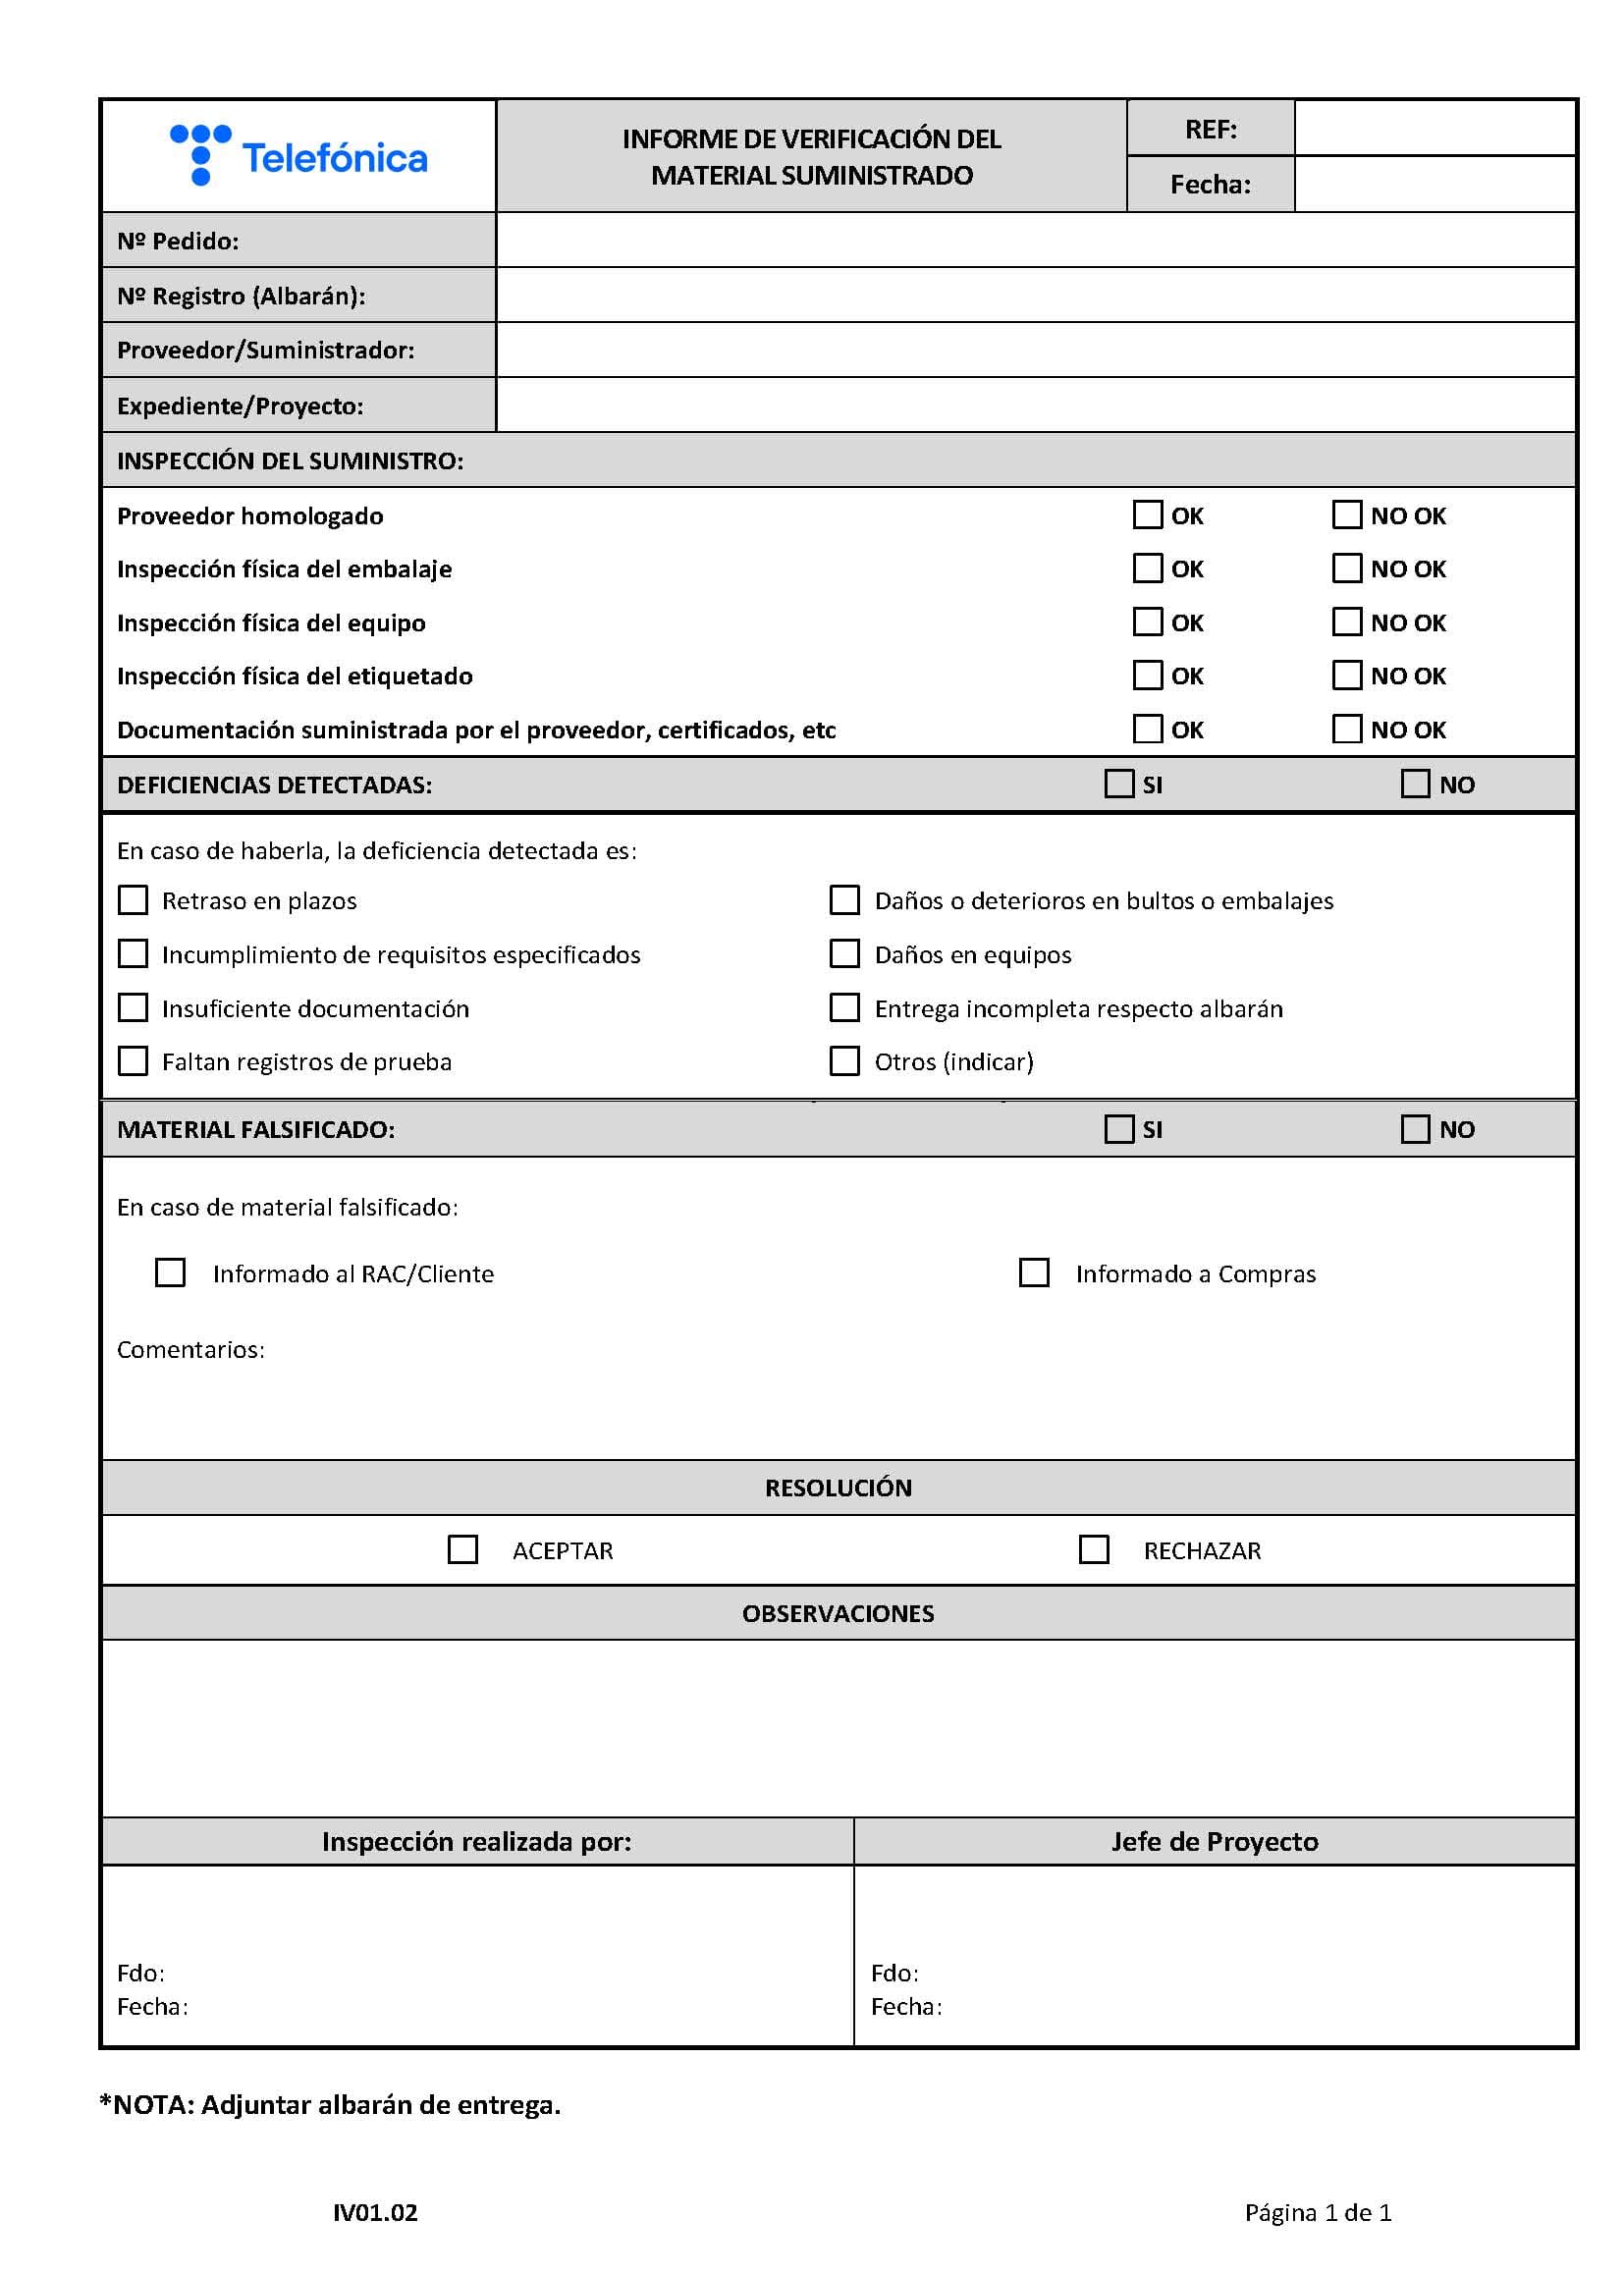 Telefónica
INFORME DE VERIFICACIÓN DEL
MATERIAL SUMINISTRADO
REF:
Fecha:
Nº Pedido:
Nº Registro (Albarán):
Proveedor/Suministrador:
Expediente/Proyecto:
INSPECCIÓN DEL SUMINISTRO:
Proveedor homologado OK NO OK
Inspección física del embalaje OK NO OK
Inspección física del equipo OK NO OK
Inspección física del etiquetado OK NO OK
Documentación suministrada por el proveedor, certificados, etc OK NO OK
DEFICIENCIAS DETECTADAS: SI NO
En caso de haberla, la deficiencia detectada es:
Retraso en plazos Daños o deterioros en bultos o embalajes
Incumplimiento de requisitos especificados Daños en equipos
Insuficiente documentación Entrega incompleta respecto albarán
Faltan registros de prueba Otros (indicar)
MATERIAL FALSIFICADO: SI NO
En caso de material falsificado:
Informado al RAC/Cliente Informado a Compras
Comentarios:
RESOLUCIÓN
ACEPTAR RECHAZAR
OBSERVACIONES
Inspección realizada por: Jefe de Proyecto
Fdo: Fdo:
Fecha: Fecha:
*NOTA: Adjuntar albarán de entrega.
IV01.02 Página 1 de 1